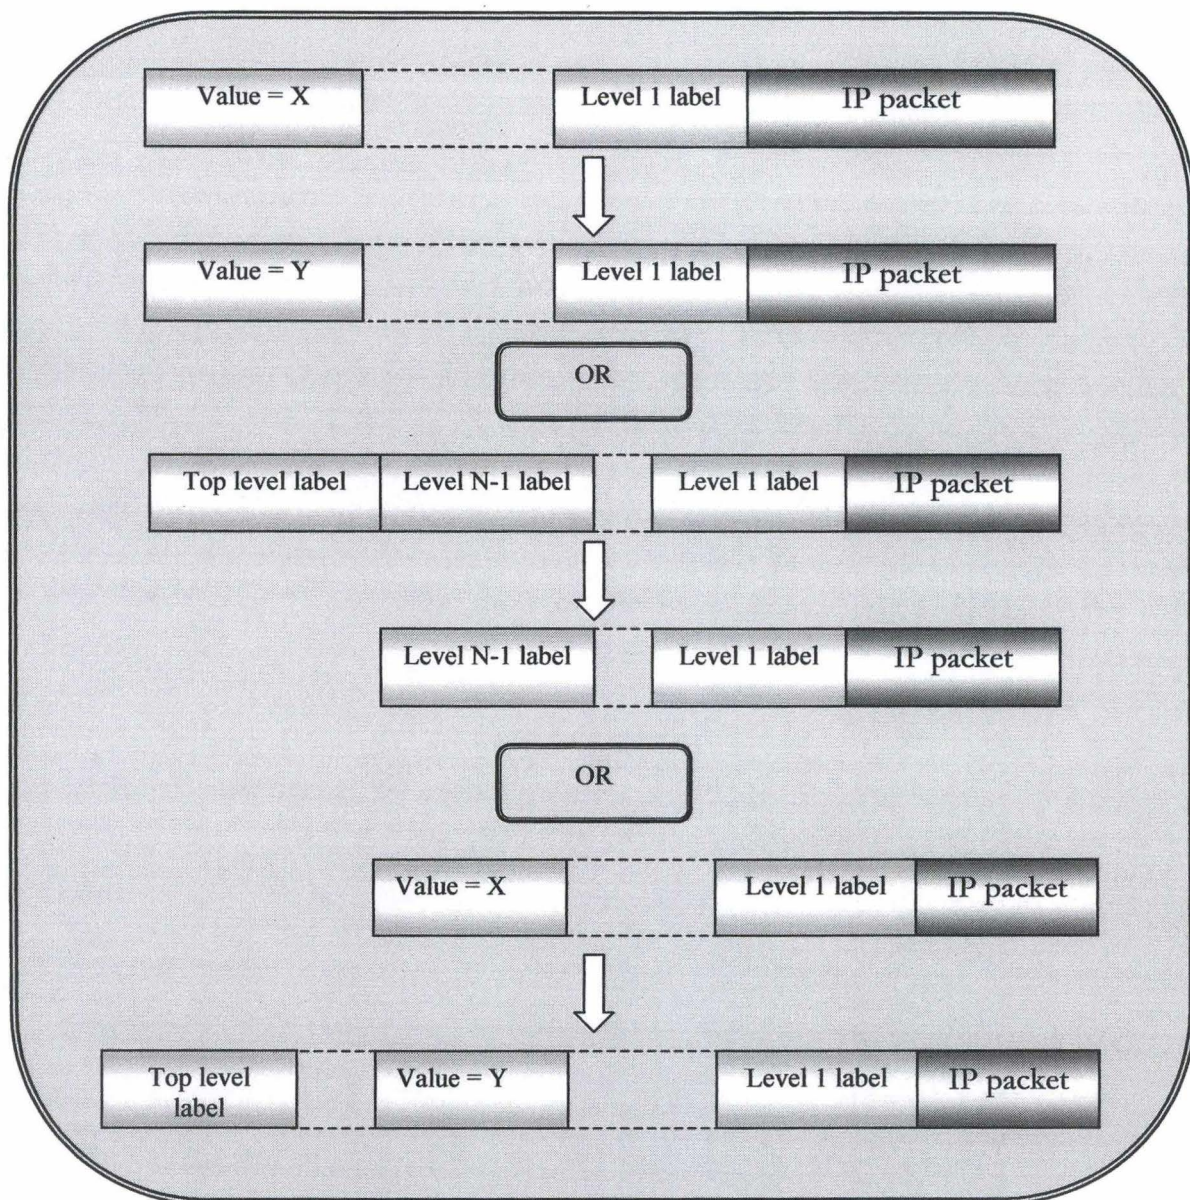 Value = X Level 1 label IP packet
Value = Y Level 1 label IP packet
OR
Top level label Level N-1 label Level 1 label IP packet
Level N-1 label Level 1 label IP packet
OR
Value = X Level 1 label IP packet
Top level Value = Y Level 1 label IP packet
label